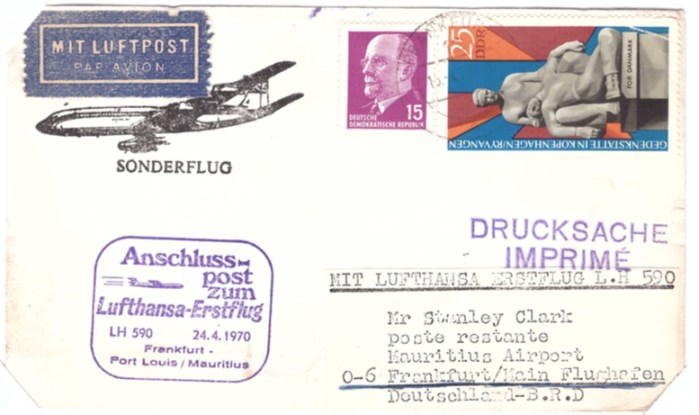 MIT LUFTPOST
PAR AVION
SONDERFLUG
15
DEUTSCHE
DEMOKRATISCHE REPUBLIK
25
DDR
FOR DANMARK
GEDENKSTÄTTE IN KOPENHAGEN/RYVANGEN
DRUCKSACHE
IMPRIMÉ
MIT LUFTHANSA ERSTFLUG L.H 590
Anschluss-
post
zum
Lufthansa-Erstflug
LH 590 24.4.1970
Frankfurt -
Port Louis / Mauritius
Mr Stanley Clark
poste restante
Mauritius Airport
0-6 Frankfurt/Main Flughafen
Deutschland-B.R.D